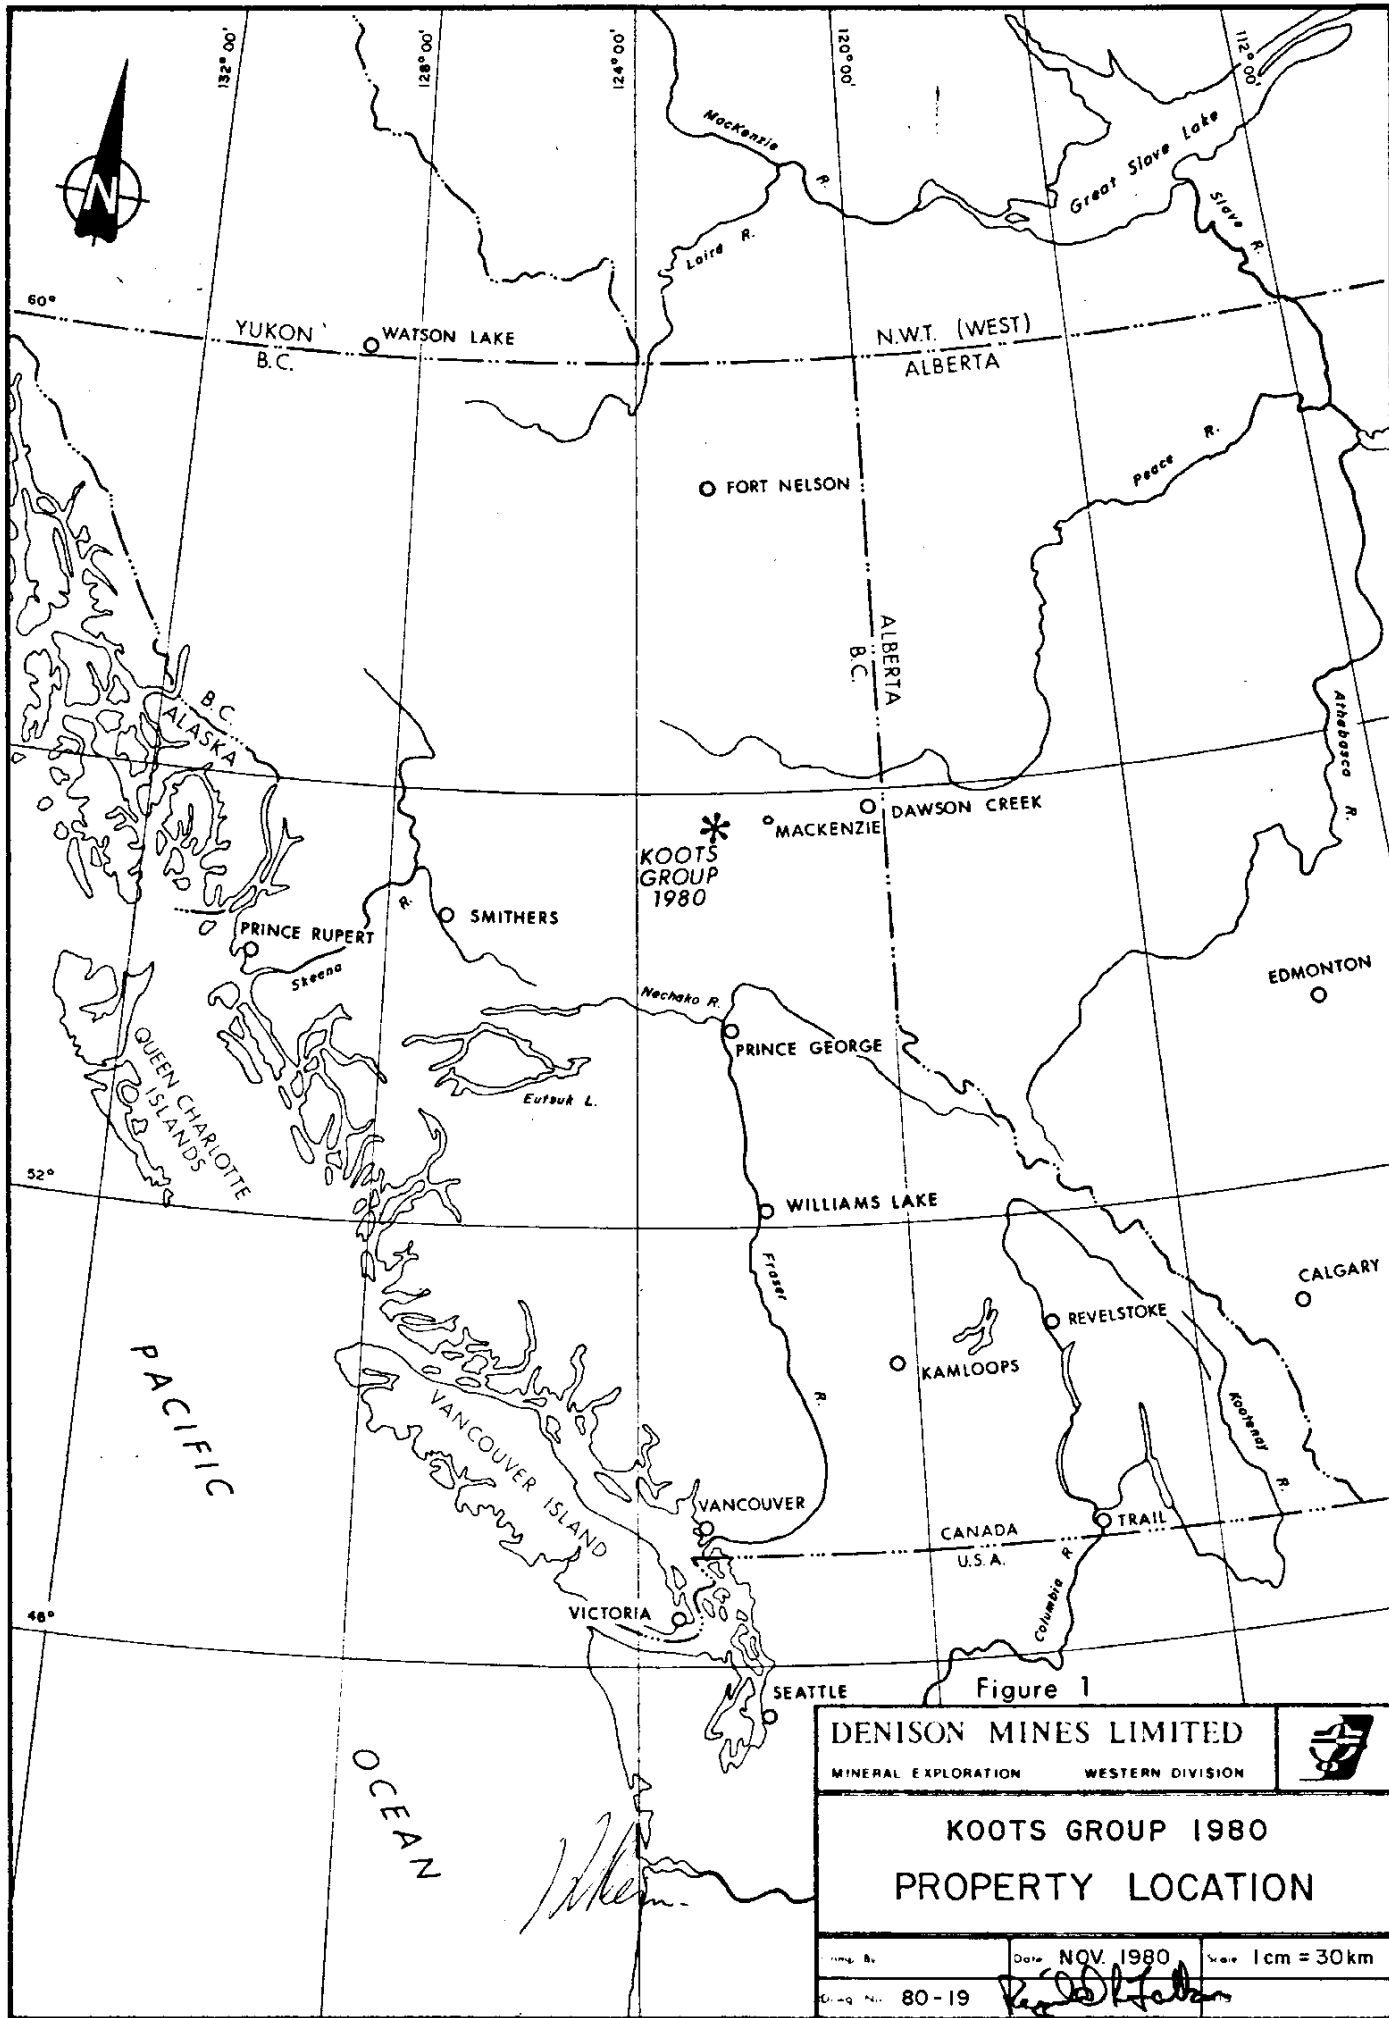 132° 00'
128° 00'
124° 00'
120° 00'
112° 00'
N
MacKenzie R.
Great Slave Lake
Slave R.
Laird R.
60°
YUKON
B.C.
WATSON LAKE
N.W.T. (WEST)
ALBERTA
Peace R.
FORT NELSON
ALBERTA
B.C.
B.C.
ALASKA
Athabasca R.
DAWSON CREEK
MACKENZIE
KOOTS
GROUP
1980
SMITHERS
PRINCE RUPERT
Skeena R.
EDMONTON
Nechako R.
PRINCE GEORGE
QUEEN CHARLOTTE
ISLANDS
Eutsuk L.
52°
WILLIAMS LAKE
Fraser R.
CALGARY
REVELSTOKE
KAMLOOPS
PACIFIC
VANCOUVER ISLAND
Kootenay R.
VANCOUVER
CANADA
U.S.A.
TRAIL
Columbia R
VICTORIA
48°
SEATTLE
OCEAN
Figure 1
DENISON MINES LIMITED
MINERAL EXPLORATION WESTERN DIVISION
KOOTS GROUP 1980
PROPERTY LOCATION
By
Date NOV. 1980
Scale 1cm = 30km
No. 80-19